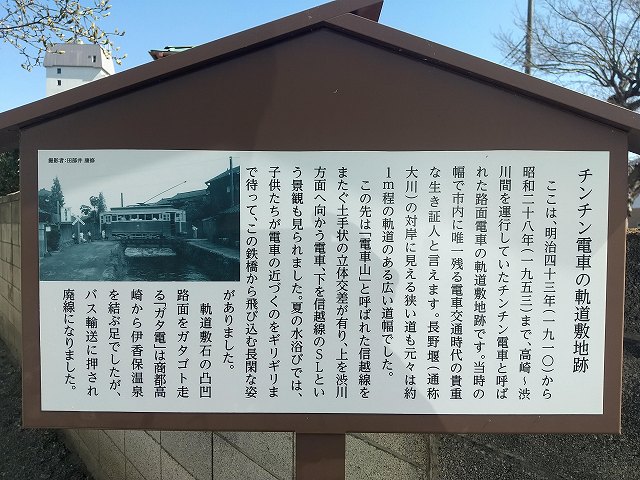 チンチン電車の軌道敷地跡
ここは、明治四十三年(一九一〇)から
昭和二十八年(一九五三)まで、高崎~渋
川間を運行していたチンチン電車と呼ば
れた路面電車の軌道敷地跡です。当時の
幅で市内に唯一残る電車交通時代の貴重
な生き証人と言えます。長野堰(通称
大川)の対岸に見える狭い道も元々は約
1m程の軌道のある広い道幅でした。
この先は「電車山」と呼ばれた信越線を
またぐ土手状の立体交差が有り、上を渋川
方面へ向かう電車、下を信越線のSLとい
う景観も見られました。夏の水浴びでは、
子供たちが電車の近づくのをギリギリま
で待って、この鉄橋から飛び込む長閑な姿
がありました。
軌道敷石の凸凹
路面をガタゴト走
る「ガタ電」は商都高
崎から伊香保温泉
を結ぶ足でしたが、
バス輸送に押され
廃線になりました。
撮影者:田部井 康修